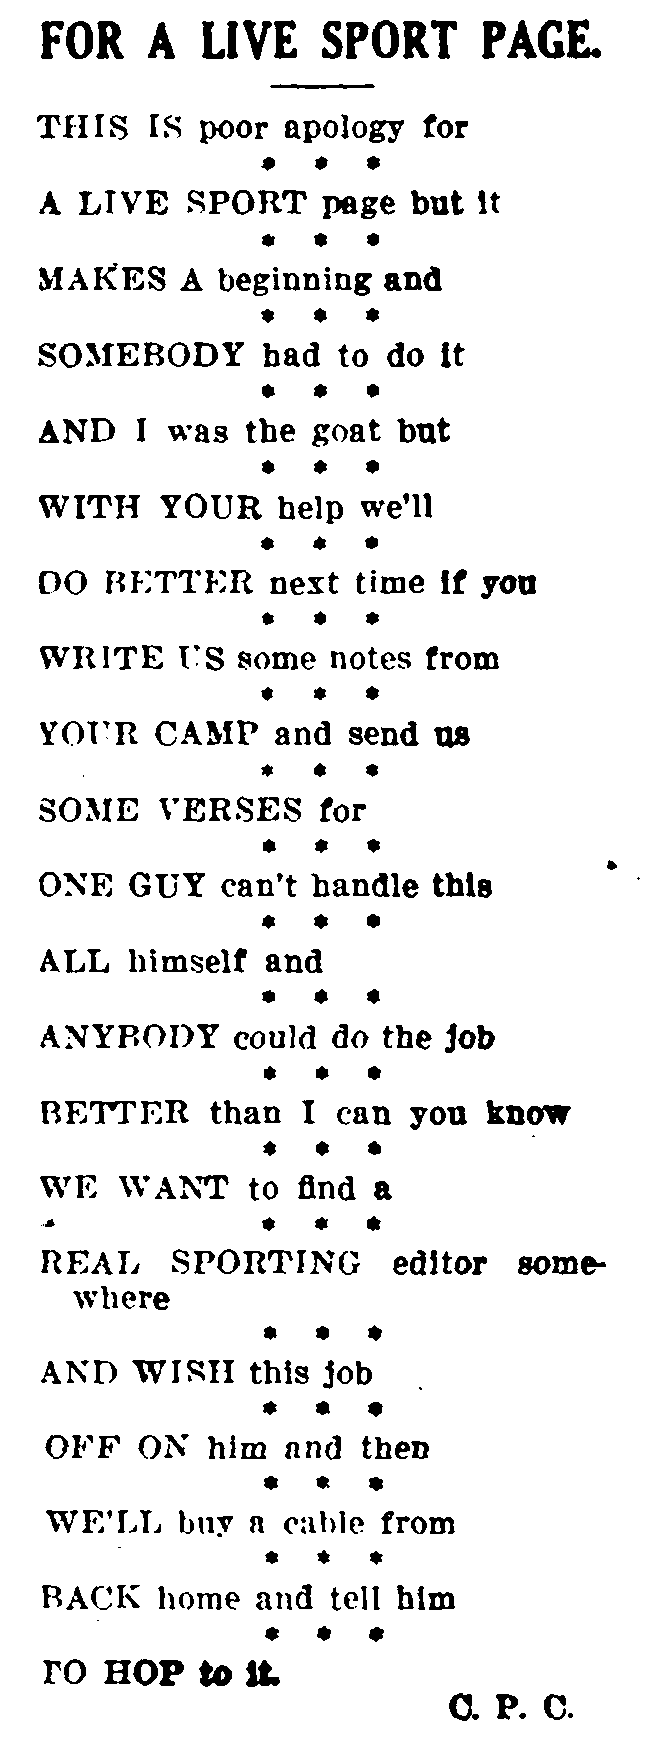 FOR A LIVE SPORT PAGE.
THIS IS poor apology for
* * *
A LIVE SPORT page but it
* * *
MAKES A beginning and
* * *
SOMEBODY had to do it
* * *
AND I was the goat but
* * *
WITH YOUR help we'll
* * *
DO BETTER next time if you
* * *
WRITE US some notes from
* * *
YOUR CAMP and send us
* * *
SOME VERSES for
* * *
ONE GUY can't handle this
* * *
ALL himself and
* * *
ANYBODY could do the job
* * *
BETTER than I can you know
* * *
WE WANT to find a
* * *
REAL SPORTING editor some-
where
* * *
AND WISH this job
* * *
OFF ON him and then
* * *
WE'LL buy a cable from
* * *
BACK home and tell him
* * *
TO HOP to it.
C. P. C.